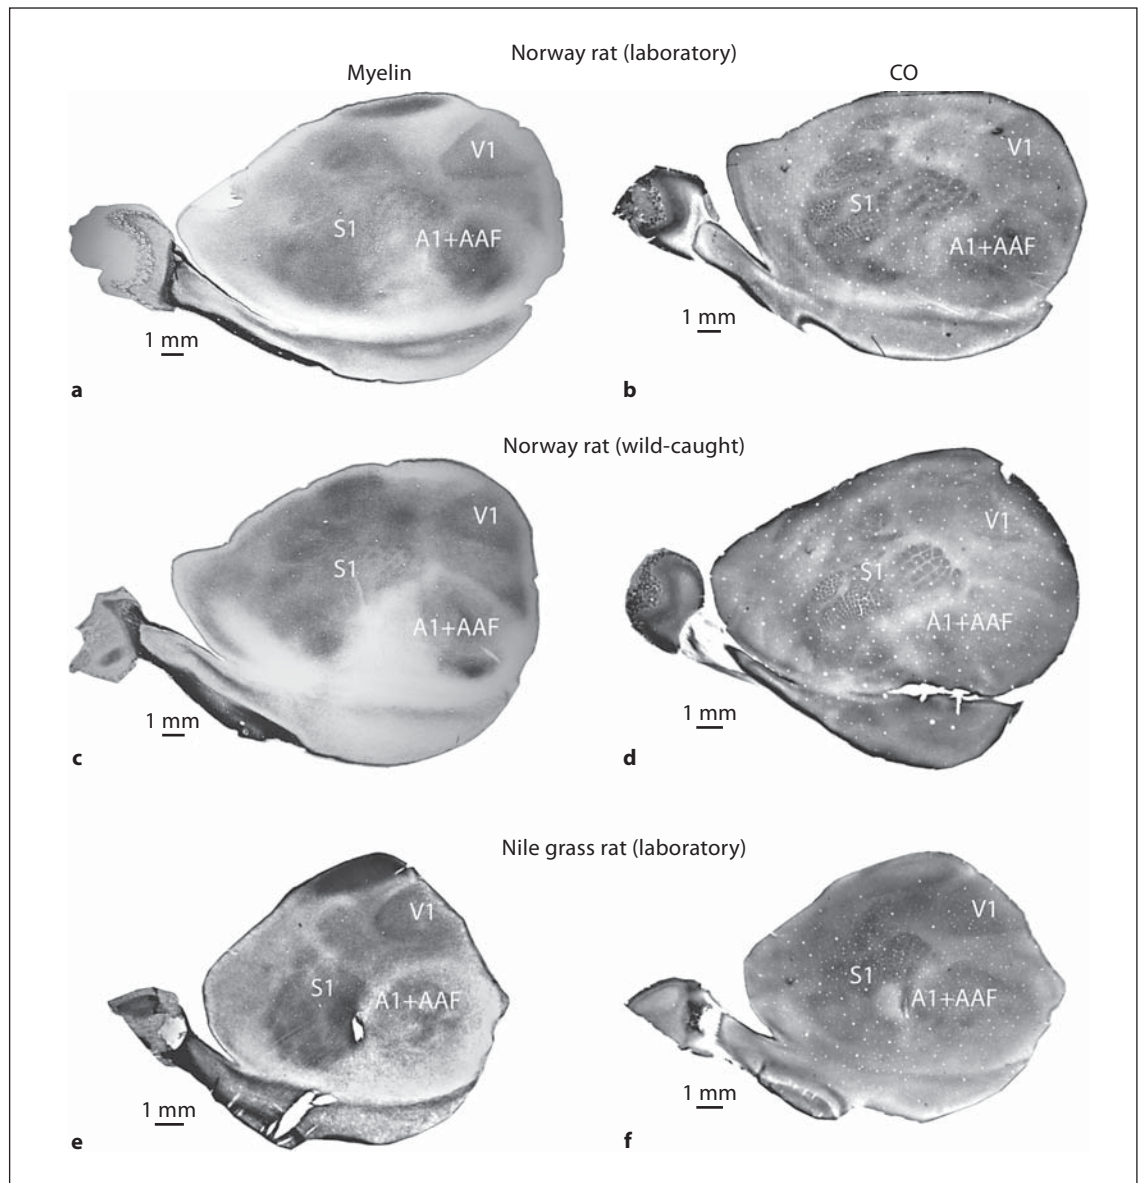 Norway rat (laboratory)
Myelin
CO
V1
S1
A1+AAF
1 mm
a
V1
S1
A1+AAF
1 mm
b
Norway rat (wild-caught)
V1
S1
A1+AAF
1 mm
c
V1
S1
A1+AAF
1 mm
d
Nile grass rat (laboratory)
V1
S1
A1+AAF
1 mm
e
V1
S1
A1+AAF
1 mm
f